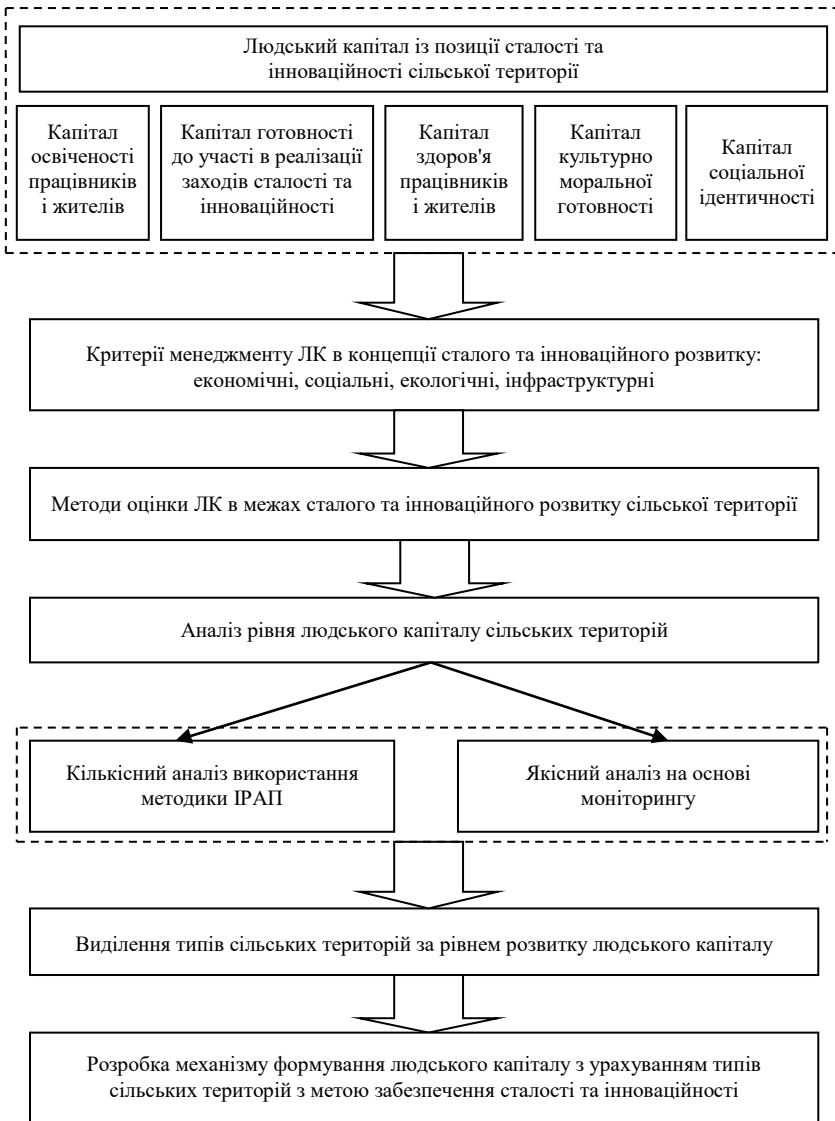 Людський капітал із позиції сталості та
інноваційності сільської території
Капітал
освіченості
працівників
і жителів
Капітал готовності
до участі в реалізації
заходів сталості та
інноваційності
Капітал
здоров'я
працівників
і жителів
Капітал
культурно
моральної
готовності
Капітал
соціальної
ідентичності
Критерії менеджменту ЛК в концепції сталого та інноваційного розвитку:
економічні, соціальні, екологічні, інфраструктурні
Методи оцінки ЛК в межах сталого та інноваційного розвитку сільської території
Аналіз рівня людського капіталу сільських територій
Кількісний аналіз використання
методики ІРАП
Якісний аналіз на основі
моніторингу
Виділення типів сільських територій за рівнем розвитку людського капіталу
Розробка механізму формування людського капіталу з урахуванням типів
сільських територій з метою забезпечення сталості та інноваційності